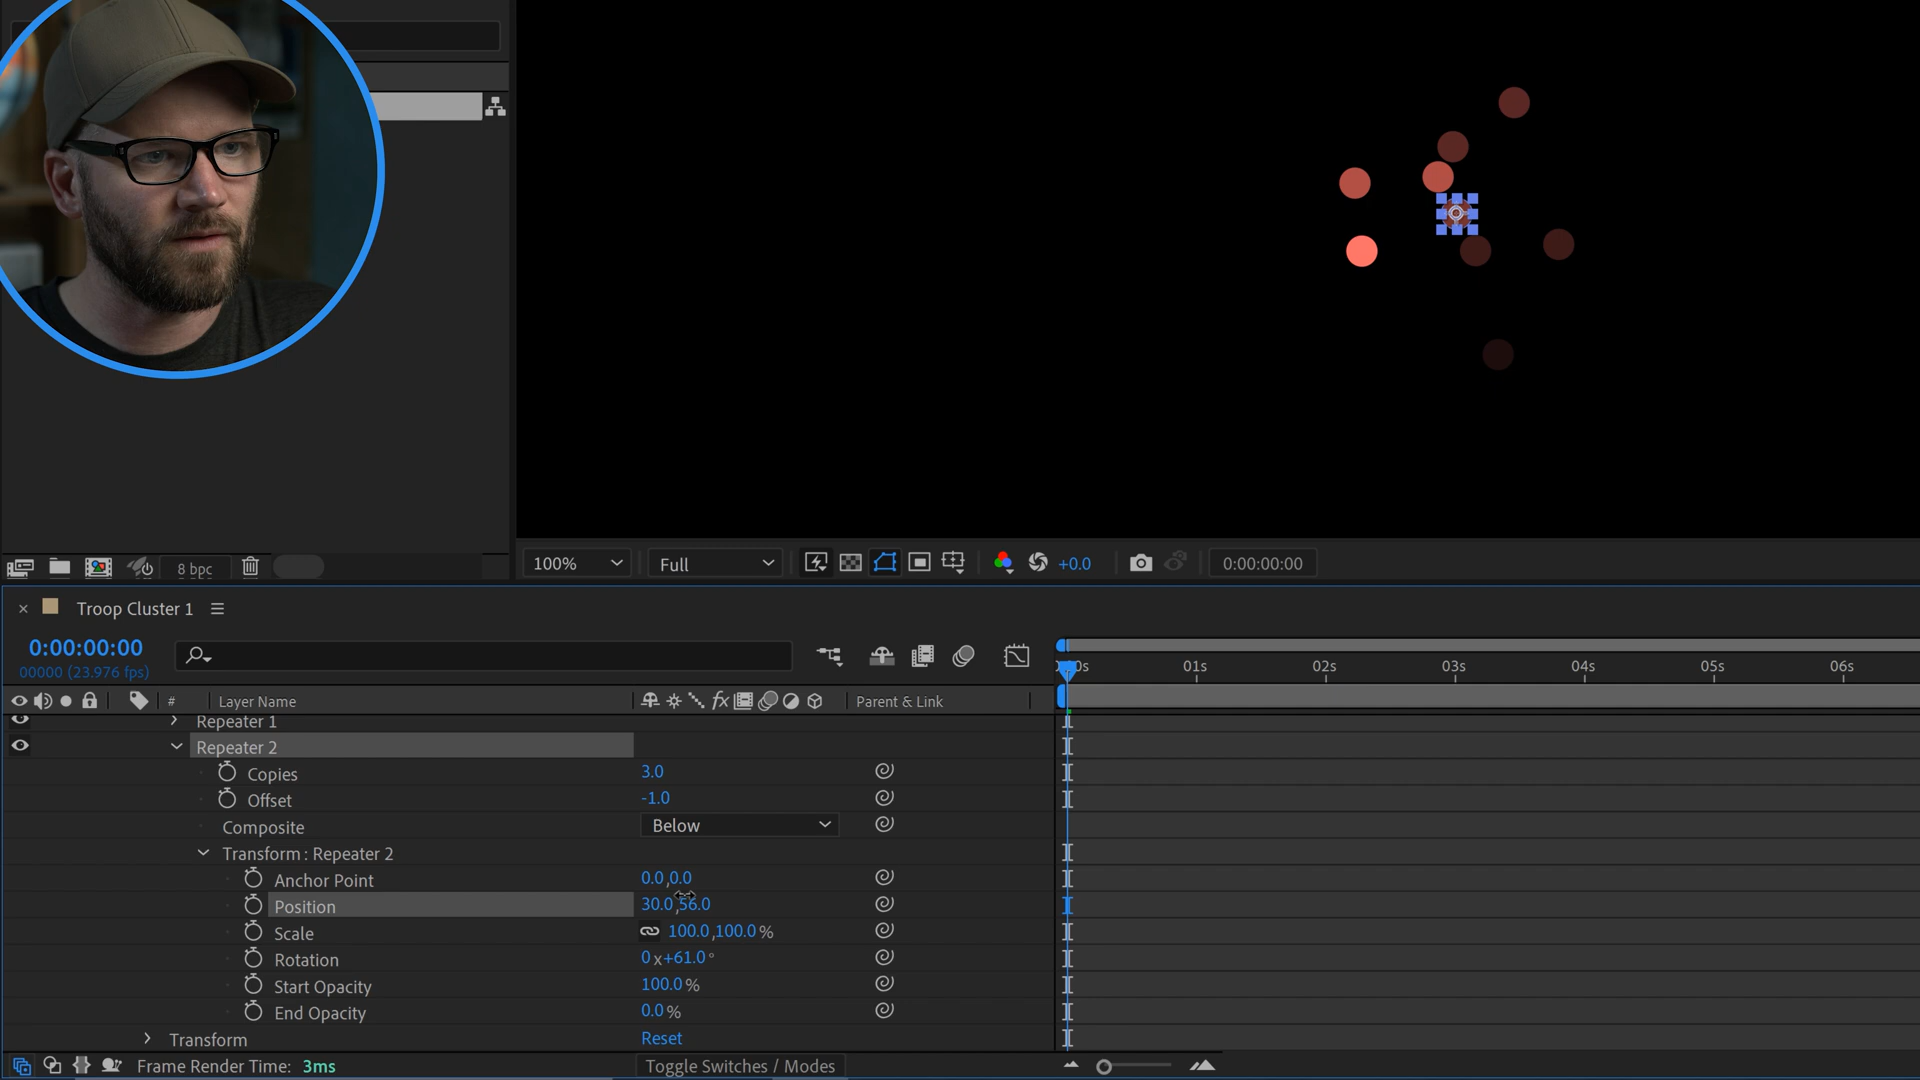 8 bpc
100%
Full
+0.0
0:00:00:00
Troop Cluster 1
0:00:00:00
00000 (23.976 fps)
# Layer Name
fx
Parent & Link
01s
02s
03s
04s
05s
06s
Repeater 1
Repeater 2
Copies
3.0
Offset
-1.0
Composite
Below
Transform : Repeater 2
Anchor Point
0.0,0.0
Position
30.0,56.0
Scale
100.0,100.0 %
Rotation
0x+61.0°
Start Opacity
100.0 %
End Opacity
0.0 %
Transform
Reset
Frame Render Time: 3ms
Toggle Switches / Modes